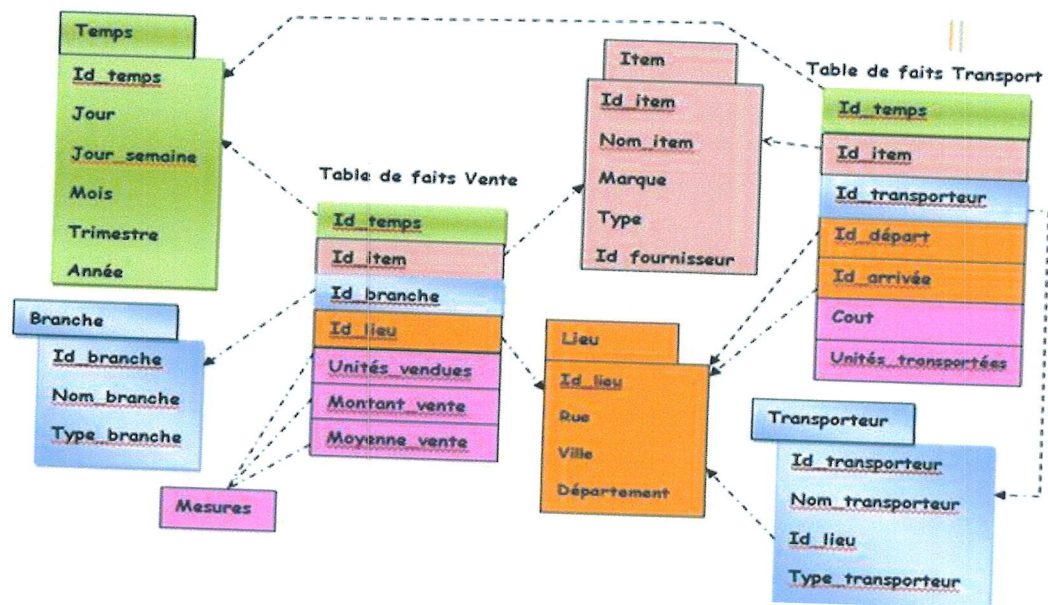 Temps
Id_temps
Jour
Jour_semaine
Mois
Trimestre
Année
Branche
Id_branche
Nom_branche
Type_branche
Table de faits Vente
Id_temps
Id_item
Id_branche
Id_lieu
Unités_vendues
Montant_vente
Moyenne_vente
Mesures
Item
Id_item
Nom_item
Marque
Type
Id_fournisseur
Lieu
Id_lieu
Rue
Ville
Département
Table de faits Transport
Id_temps
Id_item
Id_transporteur
Id_départ
Id_arrivée
Cout
Unités_transportées
Transporteur
Id_transporteur
Nom_transporteur
Id_lieu
Type_transporteur